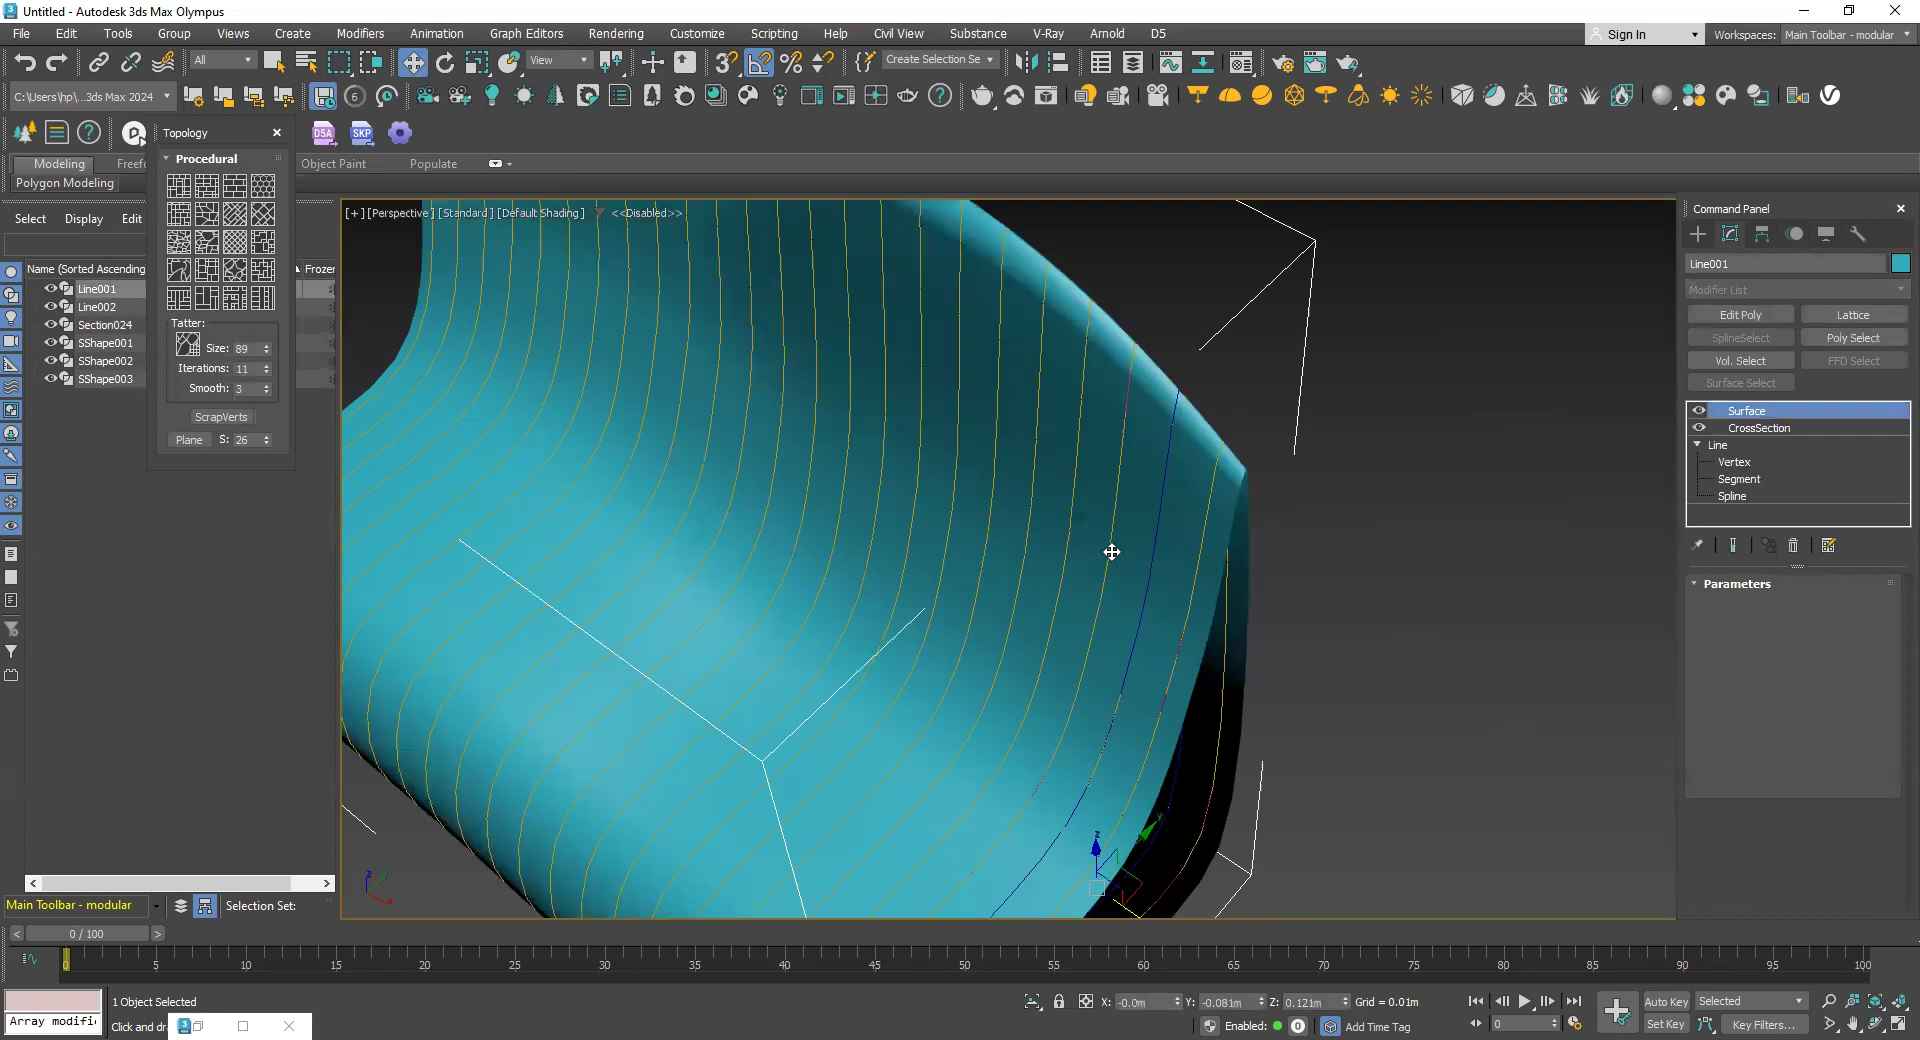 Untitled - Autodesk 3ds Max Olympus
File Edit Tools Group Views Create Modifiers Animation Graph Editors Rendering Customize Scripting Help Civil View Substance V-Ray Arnold D5
Sign In Workspaces: Main Toolbar - modular
All View Create Selection Se
C:\Users\hp\...3ds Max 2024 6
D5A SKP
Modeling Freef Object Paint Populate
Polygon Modeling
Select Display Edit
Name (Sorted Ascending Frozen
Line001
Line002
Section024
SShape001
SShape002
SShape003
Topology
Procedural
Tatter:
Size: 89
Iterations: 11
Smooth: 3
ScrapVerts
Plane S: 26
[+] [Perspective] [Standard] [Default Shading] <<Disabled>>
Command Panel
Line001
Modifier List
Edit Poly Lattice
SplineSelect Poly Select
Vol. Select FFD Select
Surface Select
Surface
CrossSection
Line
Vertex
Segment
Spline
Parameters
z
z
x
Main Toolbar - modular Selection Set:
0 / 100
0 5 10 15 20 25 30 35 40 45 50 55 60 65 70 75 80 85 90 95 100
1 Object Selected
X: -0.0m Y: -0.081m Z: 0.121m Grid = 0.01m
Auto Key Selected
Array modifi
Click and dra
Enabled: 0 Add Time Tag
0
Set Key Key Filters...